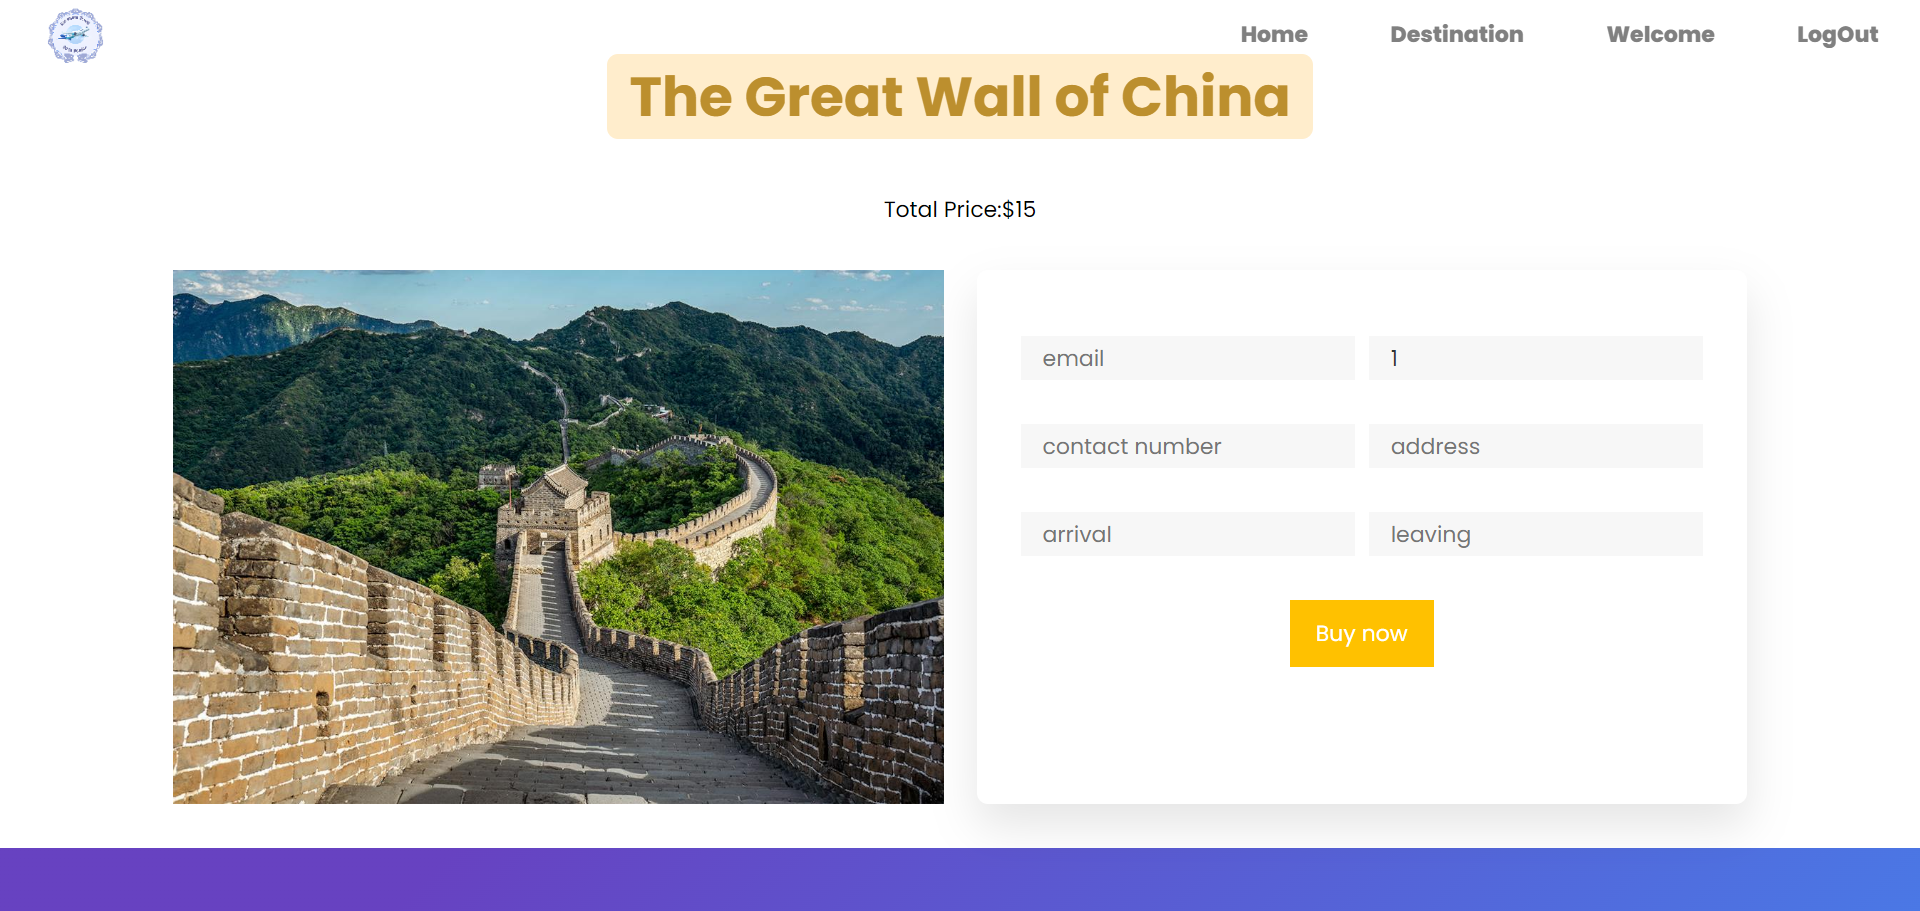 Home
Destination
Welcome
LogOut
The Great Wall of China
Total Price:$15
email
1
contact number
address
arrival
leaving
Buy now